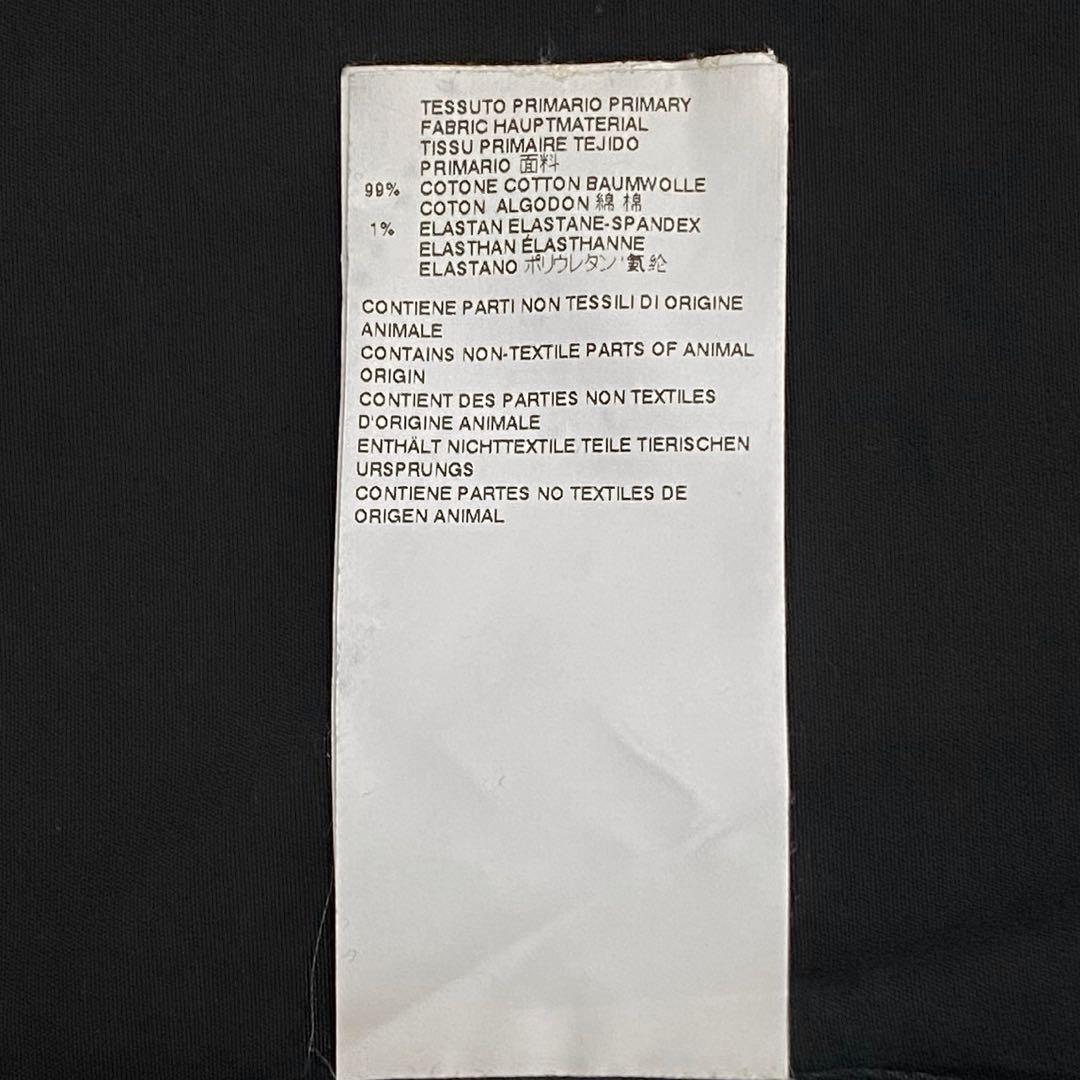 TESSUTO PRIMARIO PRIMARY
FABRIC HAUPTMATERIAL
TISSU PRIMAIRE TEJIDO
PRIMARIO 面料
99% COTONE COTTON BAUMWOLLE
COTON ALGODON 綿 棉
1% ELASTAN ELASTANE-SPANDEX
ELASTHAN ÉLASTHANNE
ELASTANO ポリウレタン 氨纶
CONTIENE PARTI NON TESSILI DI ORIGINE
ANIMALE
CONTAINS NON-TEXTILE PARTS OF ANIMAL
ORIGIN
CONTIENT DES PARTIES NON TEXTILES
D'ORIGINE ANIMALE
ENTHÄLT NICHTTEXTILE TEILE TIERISCHEN
URSPRUNGS
CONTIENE PARTES NO TEXTILES DE
ORIGEN ANIMAL